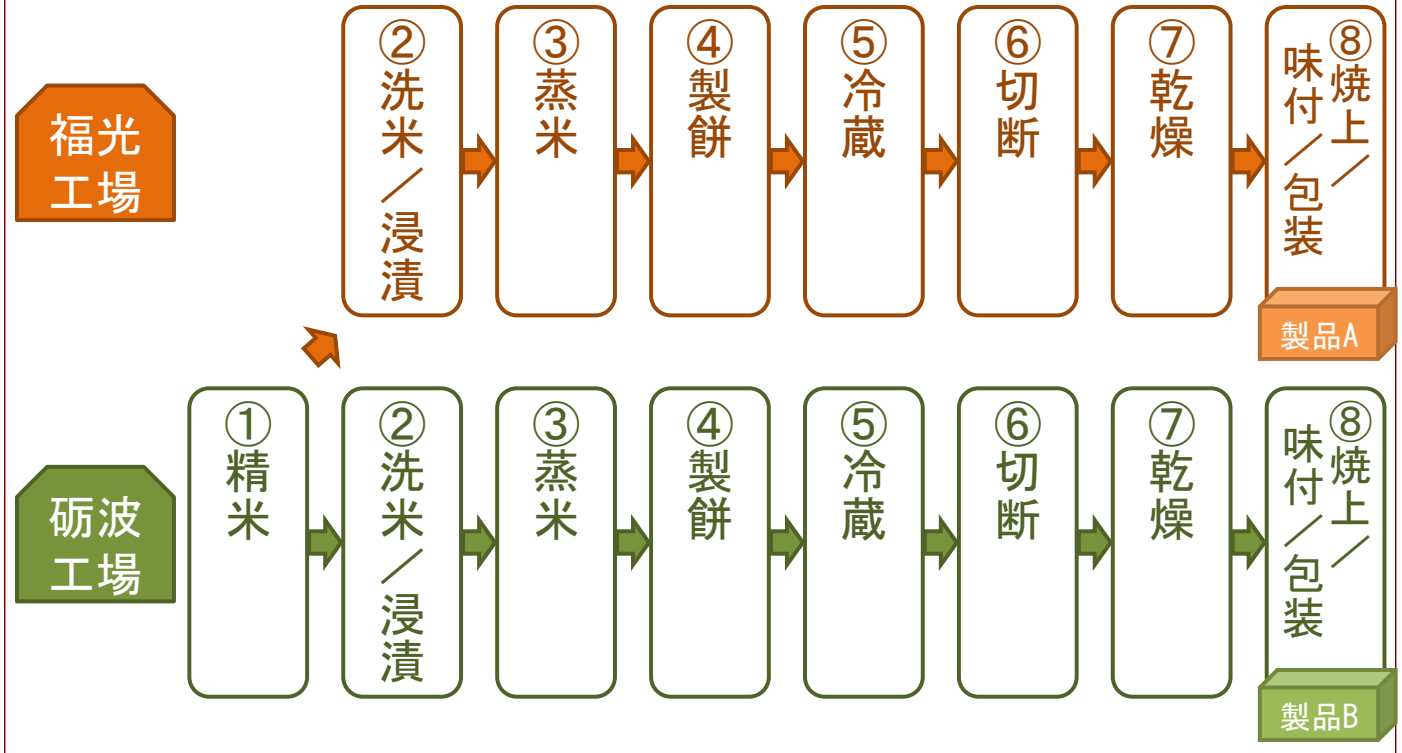 福光
工場
②洗米／浸漬
③蒸米
④製餅
⑤冷蔵
⑥切断
⑦乾燥
⑧焼上／
味付／包装
製品A
砺波
工場
①精米
②洗米／浸漬
③蒸米
④製餅
⑤冷蔵
⑥切断
⑦乾燥
⑧焼上／
味付／包装
製品B